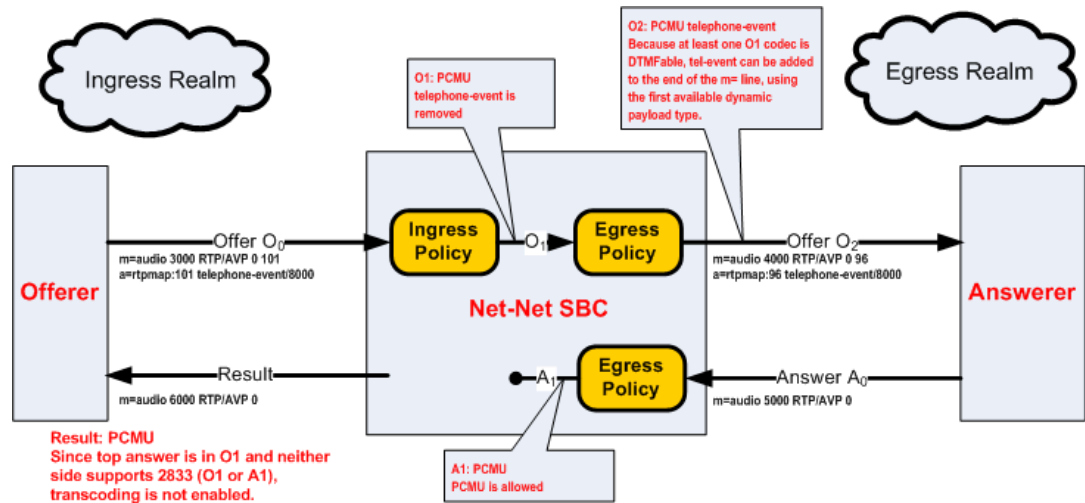 Ingress Realm
Egress Realm
O1: PCMU
telephone-event is
removed
O2: PCMU telephone-event
Because at least one O1 codec is
DTMFable, tel-event can be added
to the end of the m= line, using
the first available dynamic
payload type.
Offerer
Offer O0
m=audio 3000 RTP/AVP 0 101
a=rtpmap:101 telephone-event/8000
Ingress
Policy
O1
Egress
Policy
Offer O2
m=audio 4000 RTP/AVP 0 96
a=rtpmap:96 telephone-event/8000
Answerer
Net-Net SBC
Result
m=audio 6000 RTP/AVP 0
A1
Egress
Policy
Answer A0
m=audio 5000 RTP/AVP 0
Result: PCMU
Since top answer is in O1 and neither
side supports 2833 (O1 or A1),
transcoding is not enabled.
A1: PCMU
PCMU is allowed